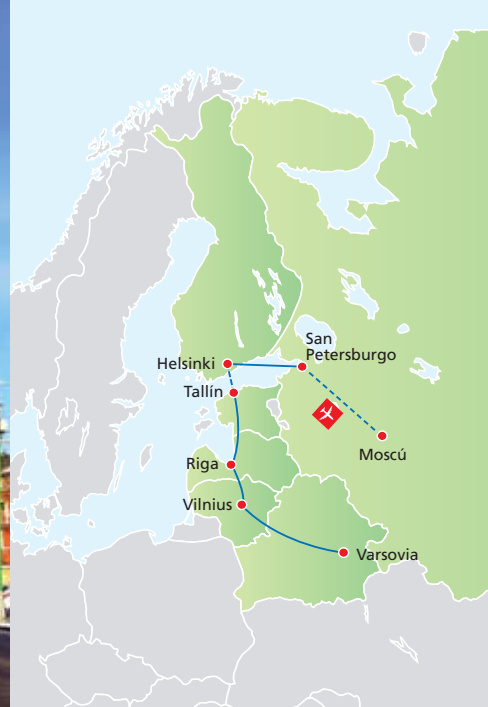 San
Petersburgo
Helsinki
Tallín
Moscú
Riga
Vilnius
Varsovia